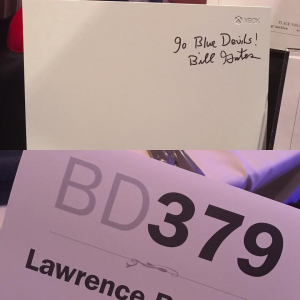 XBOX
go Blue Devils!
Bill Gates
BD379
Lawrence